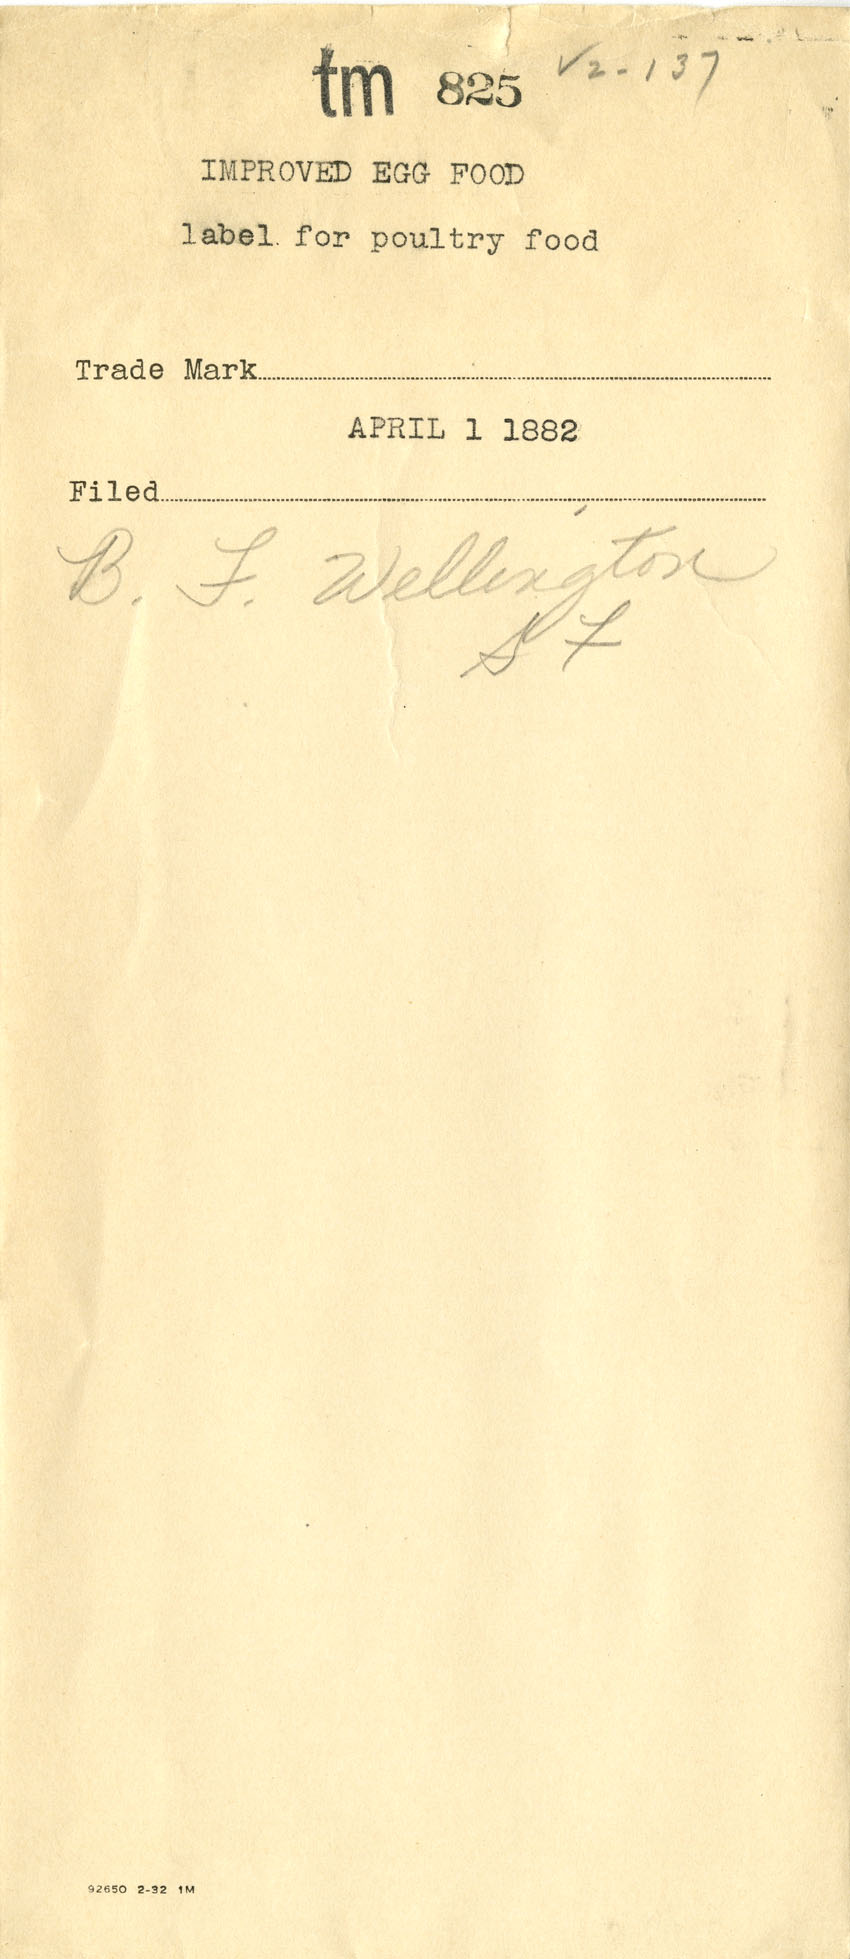 tm 825 V2-137
IMPROVED EGG FOOD
label for poultry food
Trade Mark
APRIL 1 1882
Filed
B. F. Wellington
S F
92650 2-32 1M